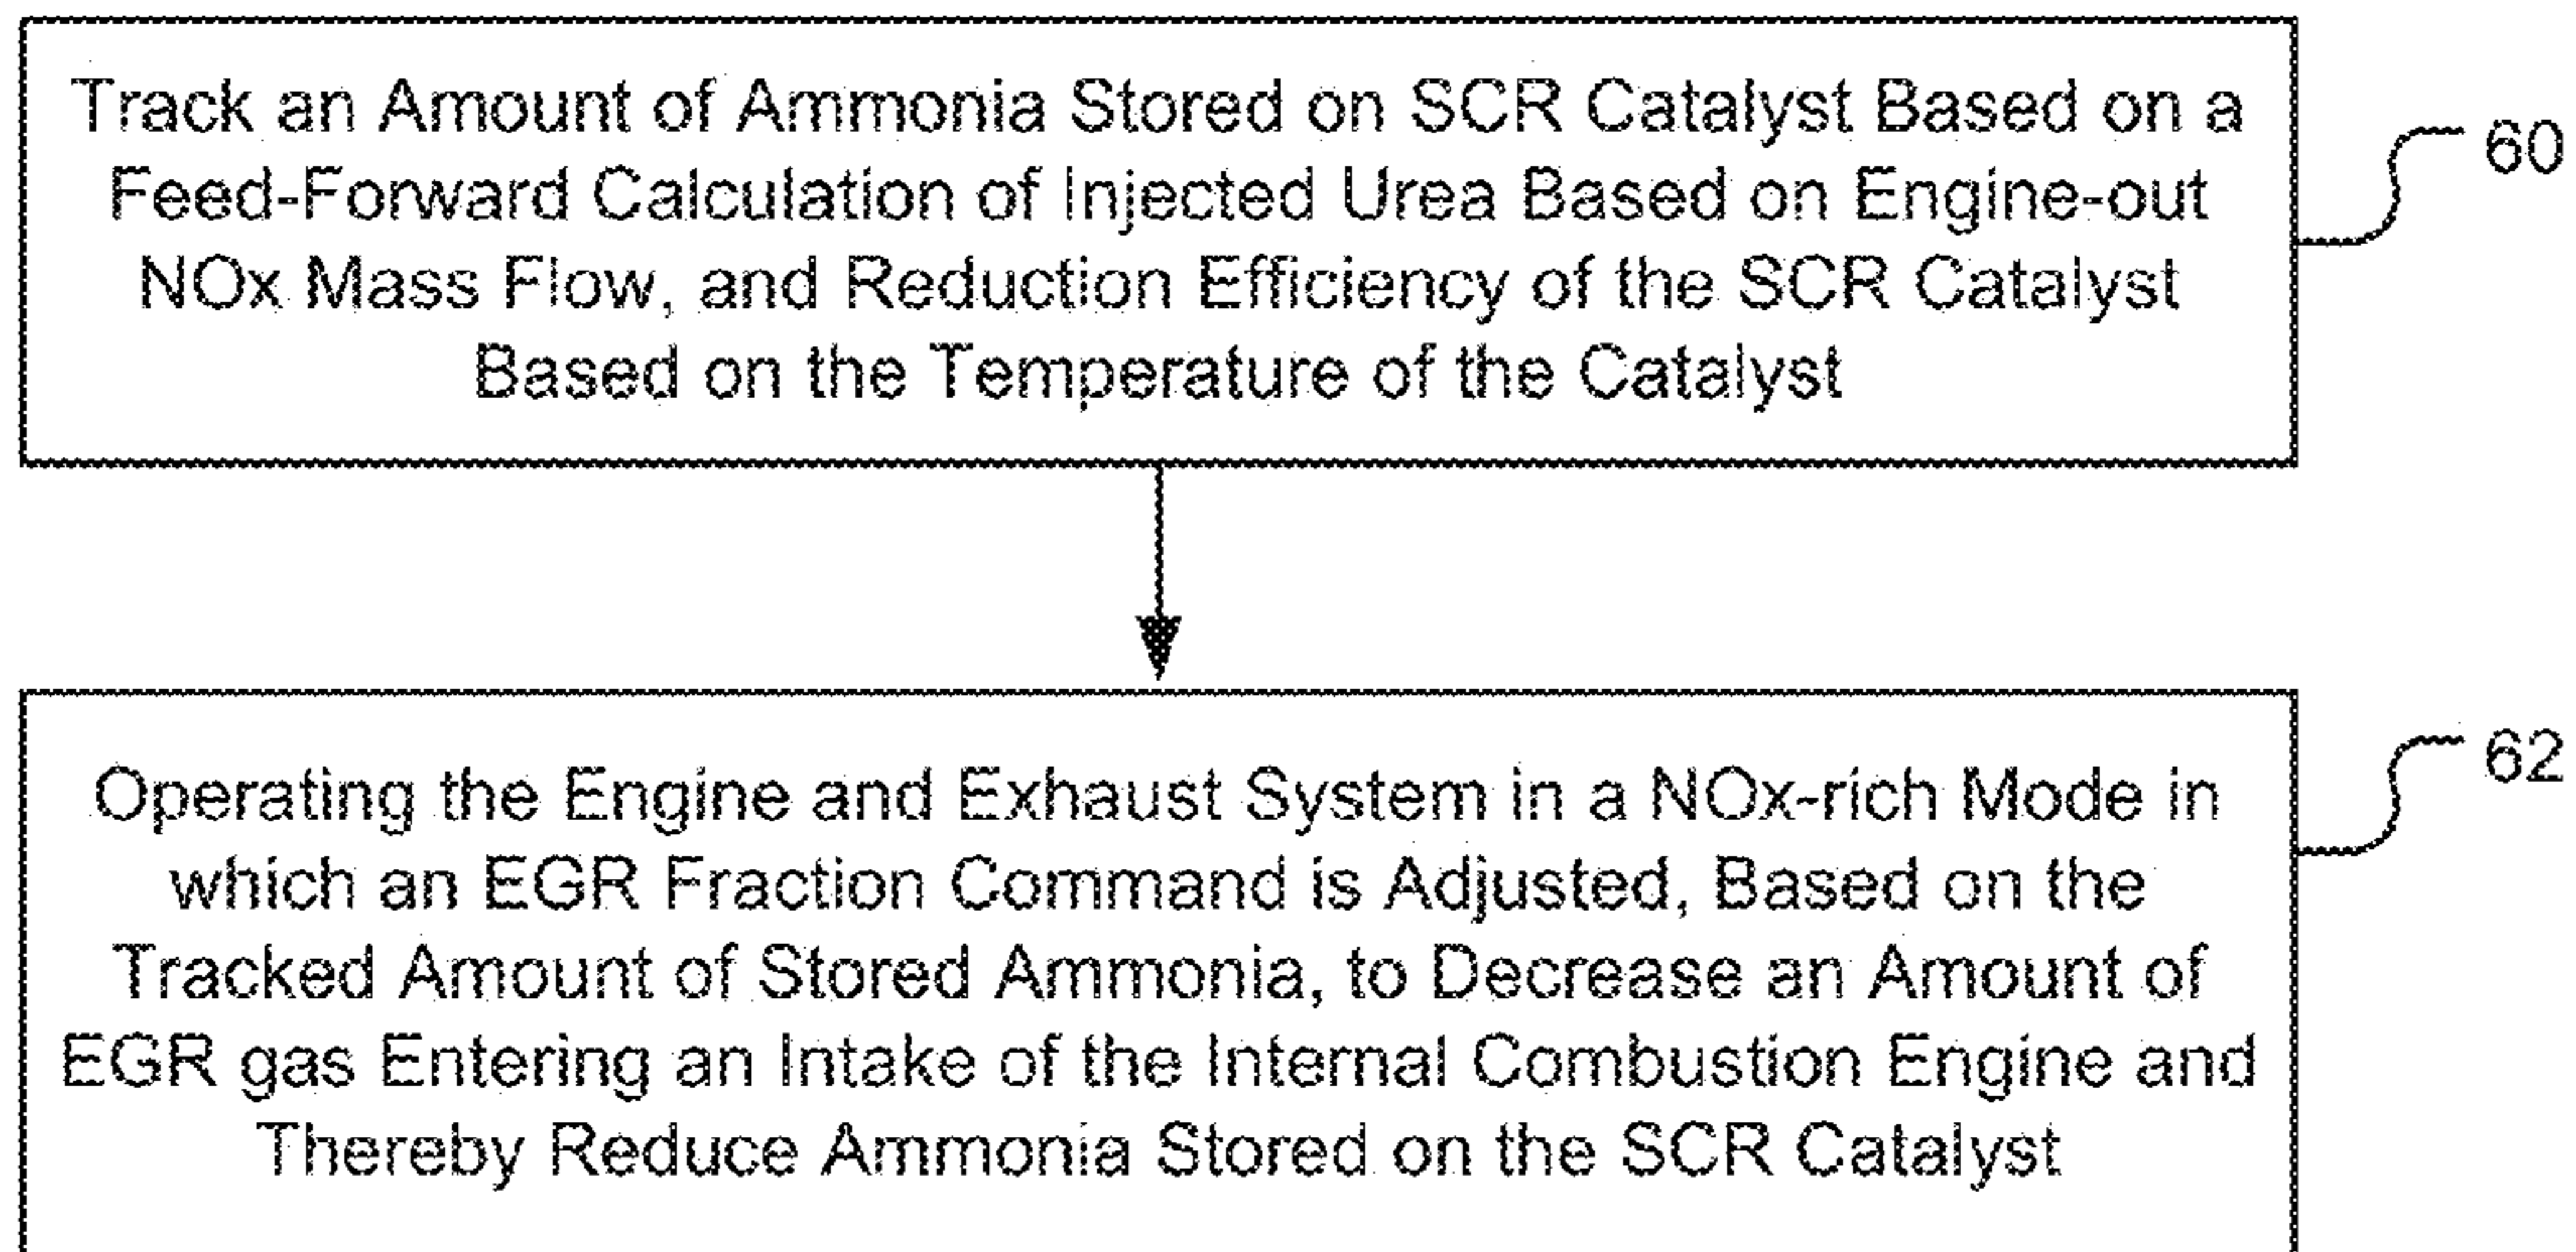 Track an Amount of Ammonia Stored on SCR Catalyst Based on a
Feed-Forward Calculation of Injected Urea Based on Engine-out
NOx Mass Flow, and Reduction Efficiency of the SCR Catalyst
Based on the Temperature of the Catalyst
60
Operating the Engine and Exhaust System in a NOx-rich Mode in
which an EGR Fraction Command is Adjusted, Based on the
Tracked Amount of Stored Ammonia, to Decrease an Amount of
EGR gas Entering an Intake of the Internal Combustion Engine and
Thereby Reduce Ammonia Stored on the SCR Catalyst
62